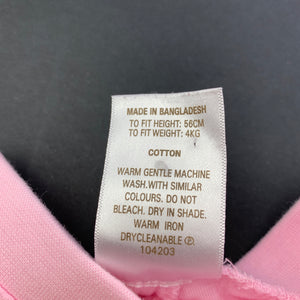 MADE IN BANGLADESH
TO FIT HEIGHT: 56CM
TO FIT WEIGHT: 4KG
COTTON
WARM GENTLE MACHINE
WASH.WITH SIMILAR
COLOURS. DO NOT
BLEACH. DRY IN SHADE.
WARM IRON
DRYCLEANABLE Ⓟ.
104203